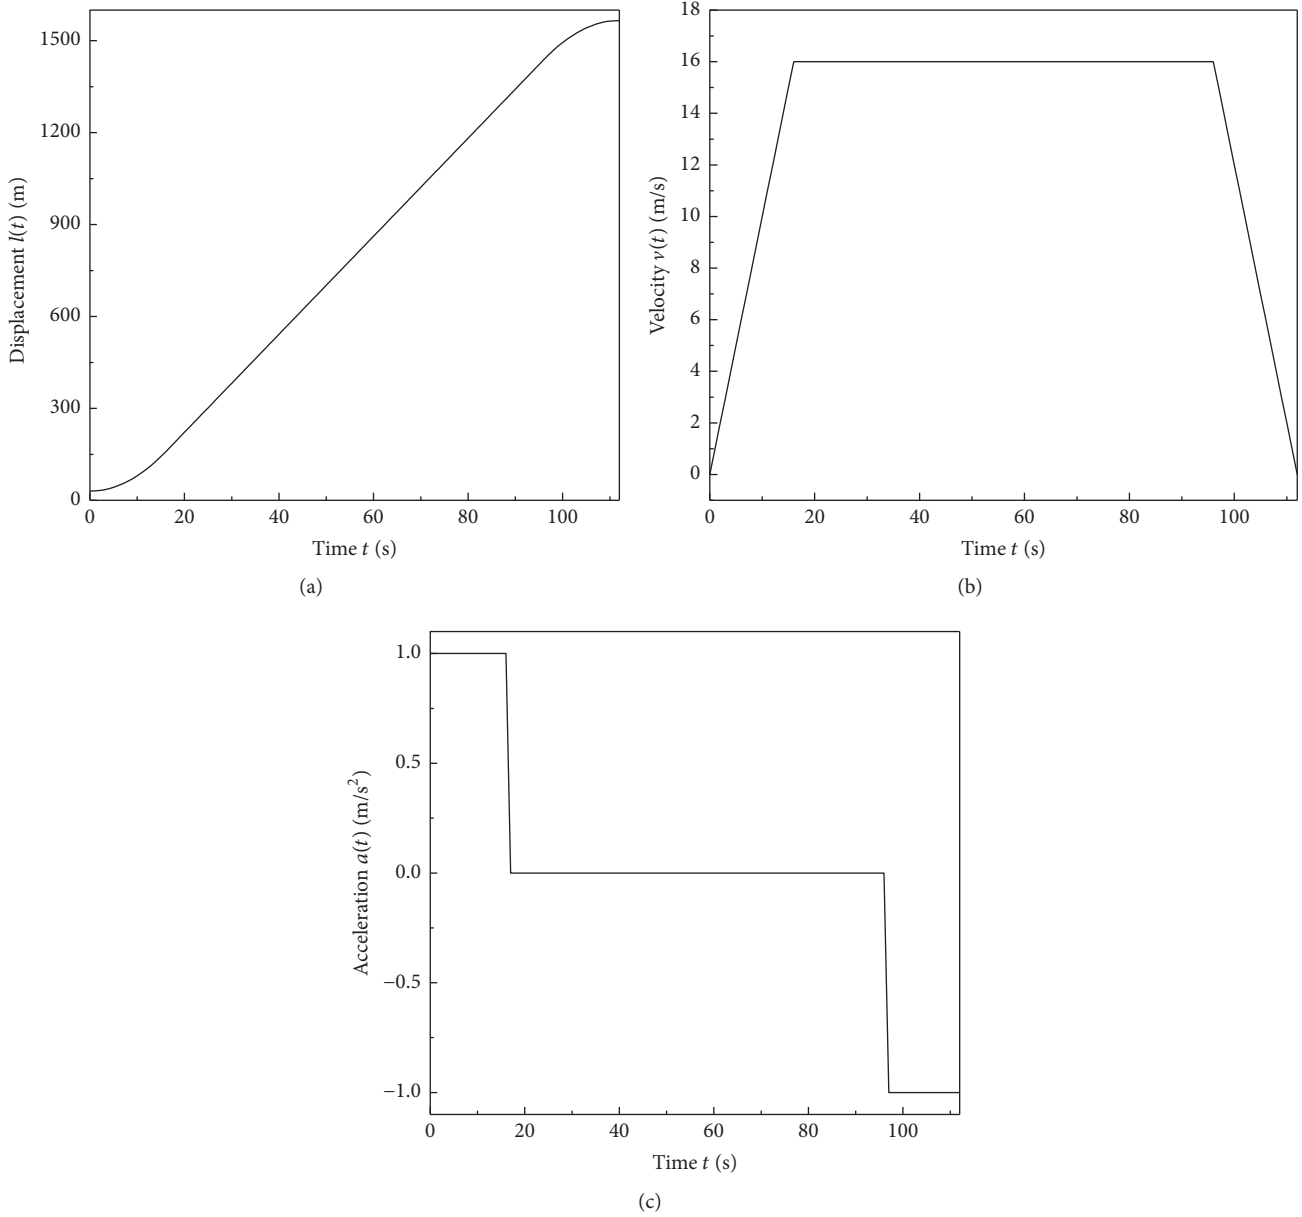 1500
1200
900
600
300
0
Displacement l(t) (m)
0 20 40 60 80 100
Time t (s)
(a)
18
16
14
12
10
8
6
4
2
0
Velocity v(t) (m/s)
0 20 40 60 80 100
Time t (s)
(b)
1.0
0.5
0.0
−0.5
−1.0
Acceleration a(t) (m/s²)
0 20 40 60 80 100
Time t (s)
(c)